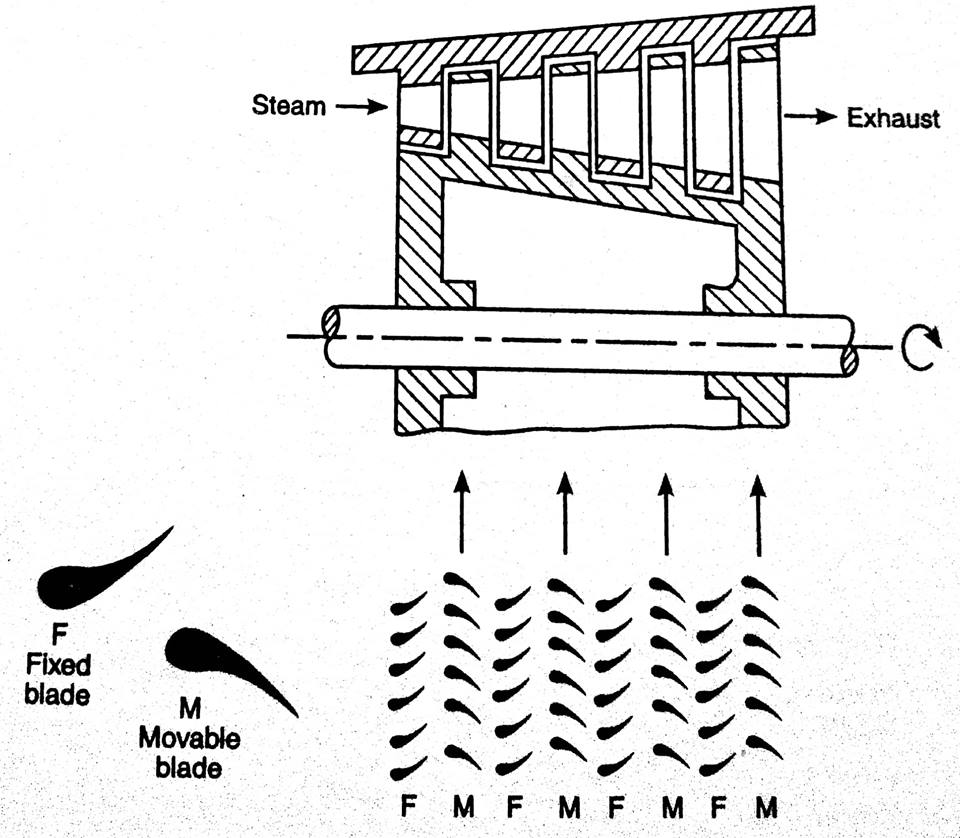 Steam
Exhaust
F
Fixed
blade
M
Movable
blade
F M F M F M F M